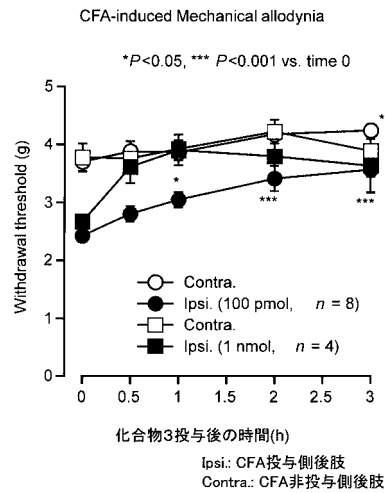 CFA-induced Mechanical allodynia
*P<0.05, *** P<0.001 vs. time 0
Withdrawal threshold (g)
5
4
3
2
1
0
*
*
***
***
Contra.
Ipsi. (100 pmol, n = 8)
Contra.
Ipsi. (1 nmol, n = 4)
0 0.5 1 1.5 2 2.5 3
化合物3投与後の時間(h)
Ipsi.: CFA投与側後肢
Contra.: CFA非投与側後肢